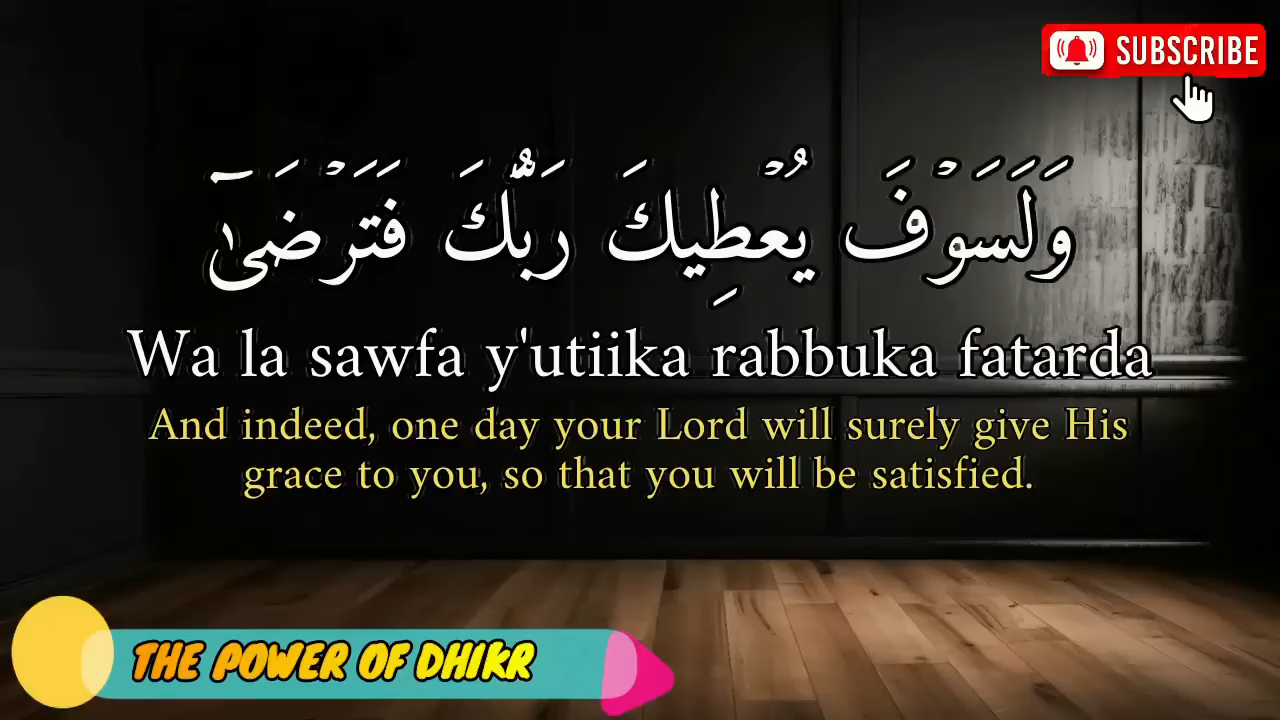 SUBSCRIBE
وَلَسَوْفَ يُعْطِيكَ رَبُّكَ فَتَرْضَىٰٓ
Wa la sawfa y'utiika rabbuka fatarda
And indeed, one day your Lord will surely give His
grace to you, so that you will be satisfied.
THE POWER OF DHIKR